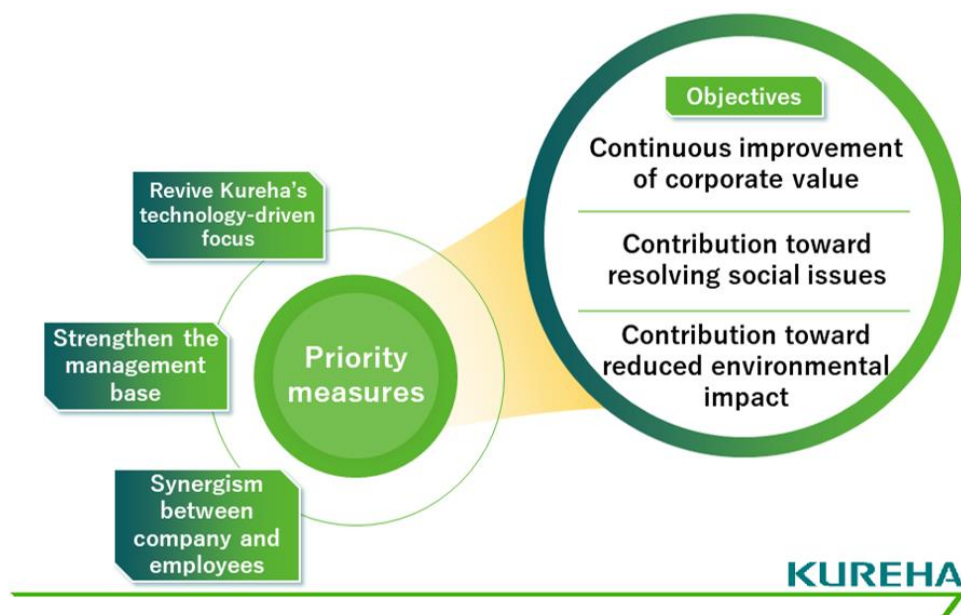 Objectives
Continuous improvement
of corporate value
Contribution toward
resolving social issues
Contribution toward
reduced environmental
impact
Revive Kureha's
technology-driven
focus
Strengthen the
management
base
Synergism
between
company and
employees
Priority
measures
KUREHA